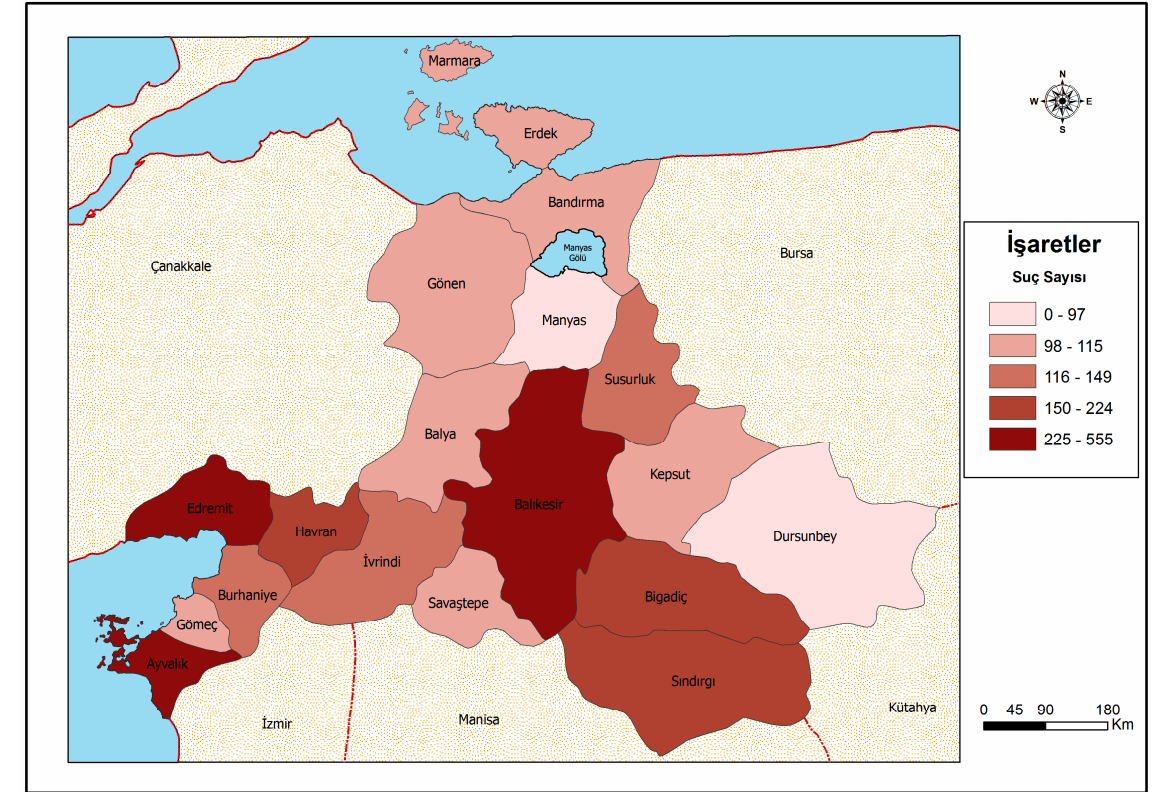 Marmara
Erdek
Bandırma
Manyas
Gölü
Çanakkale
Bursa
Gönen
Manyas
Susurluk
Balya
Kepsut
Edremit
Havran
Balıkesir
Dursunbey
İvrindi
Burhaniye
Savaştepe
Bigadiç
Gömeç
Ayvalık
Sındırgı
İzmir
Manisa
Kütahya
N
W E
S
İşaretler
Suç Sayısı
0 - 97
98 - 115
116 - 149
150 - 224
225 - 555
0 45 90 180
Km